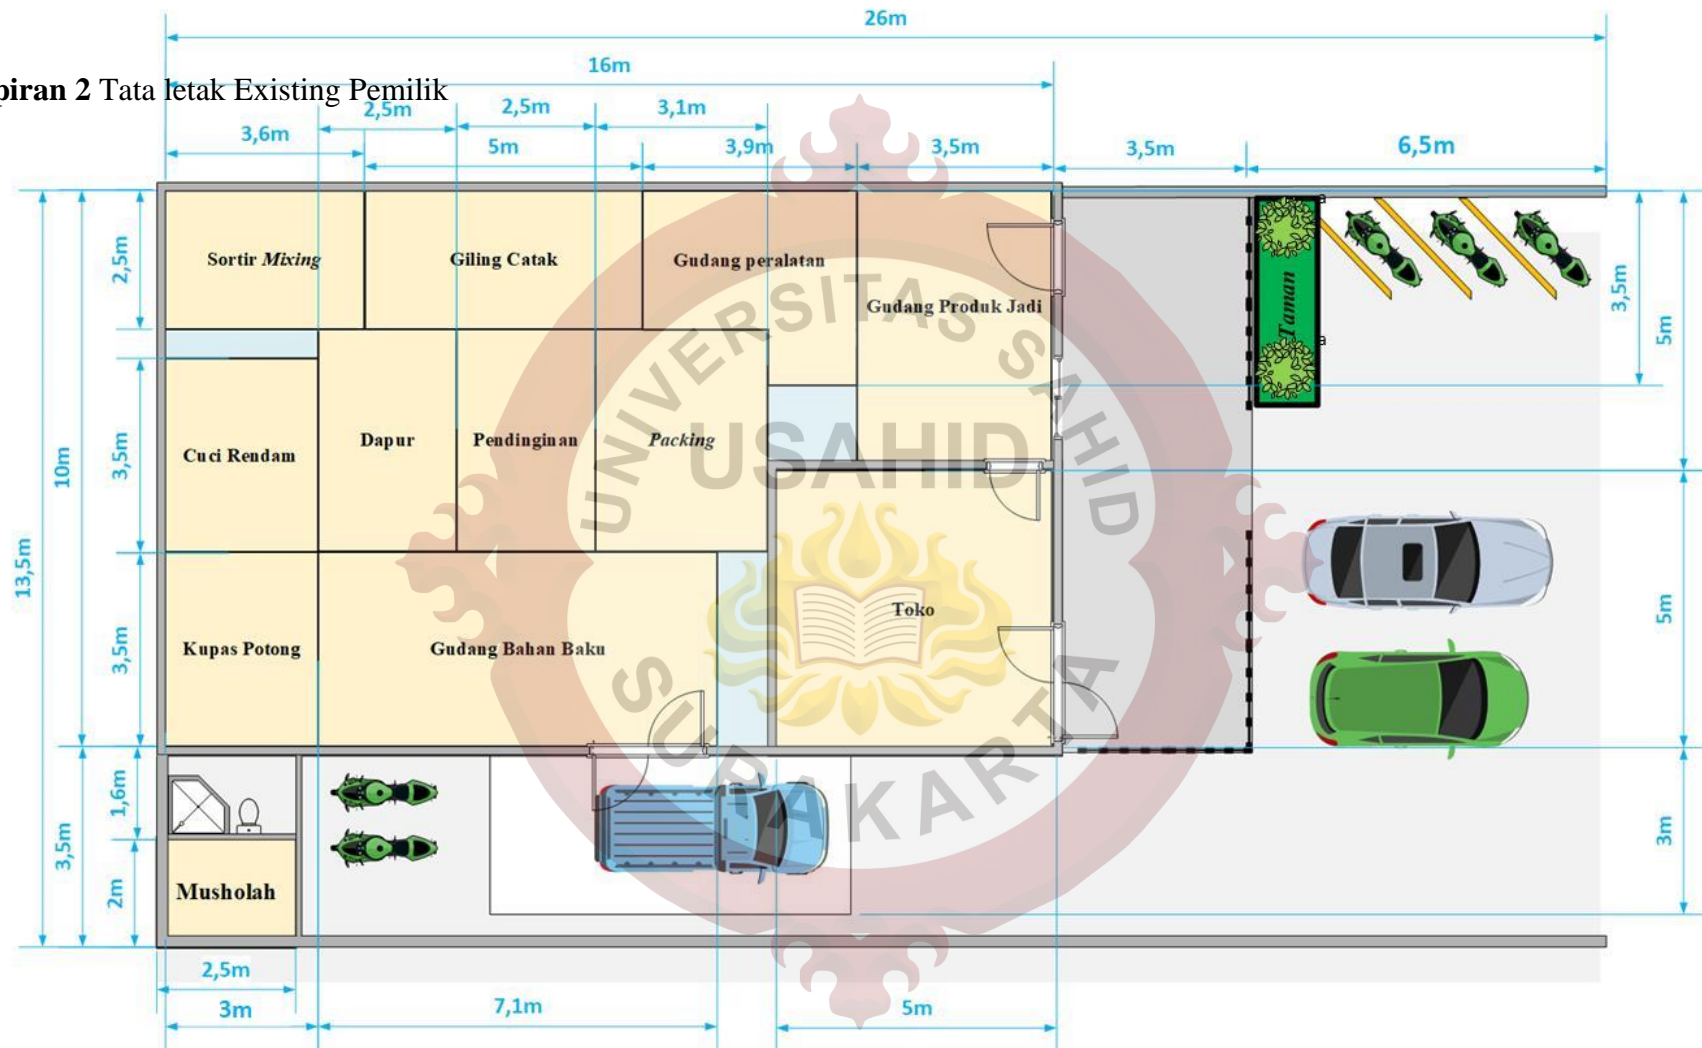 26m
16m
piran 2 Tata letak Existing Pemilik
2,5m
2,5m
3,1m
3,6m
5m
3,9m
3,5m
3,5m
6,5m
Sortir Mixing
Giling Catak
Gudang peralatan
Gudang Produk Jadi
Taman
a
a
2,5m
3,5m
5m
UNIVERSITAS SAHID
USAHID
SURAKARTA
Cuci Rendam
Dapur
Pendinginan
Packing
10m
3,5m
13,5m
Toko
5m
Kupas Potong
Gudang Bahan Baku
3,5m
1,6m
3,5m
2m
3m
Musholah
2,5m
3m
7,1m
5m